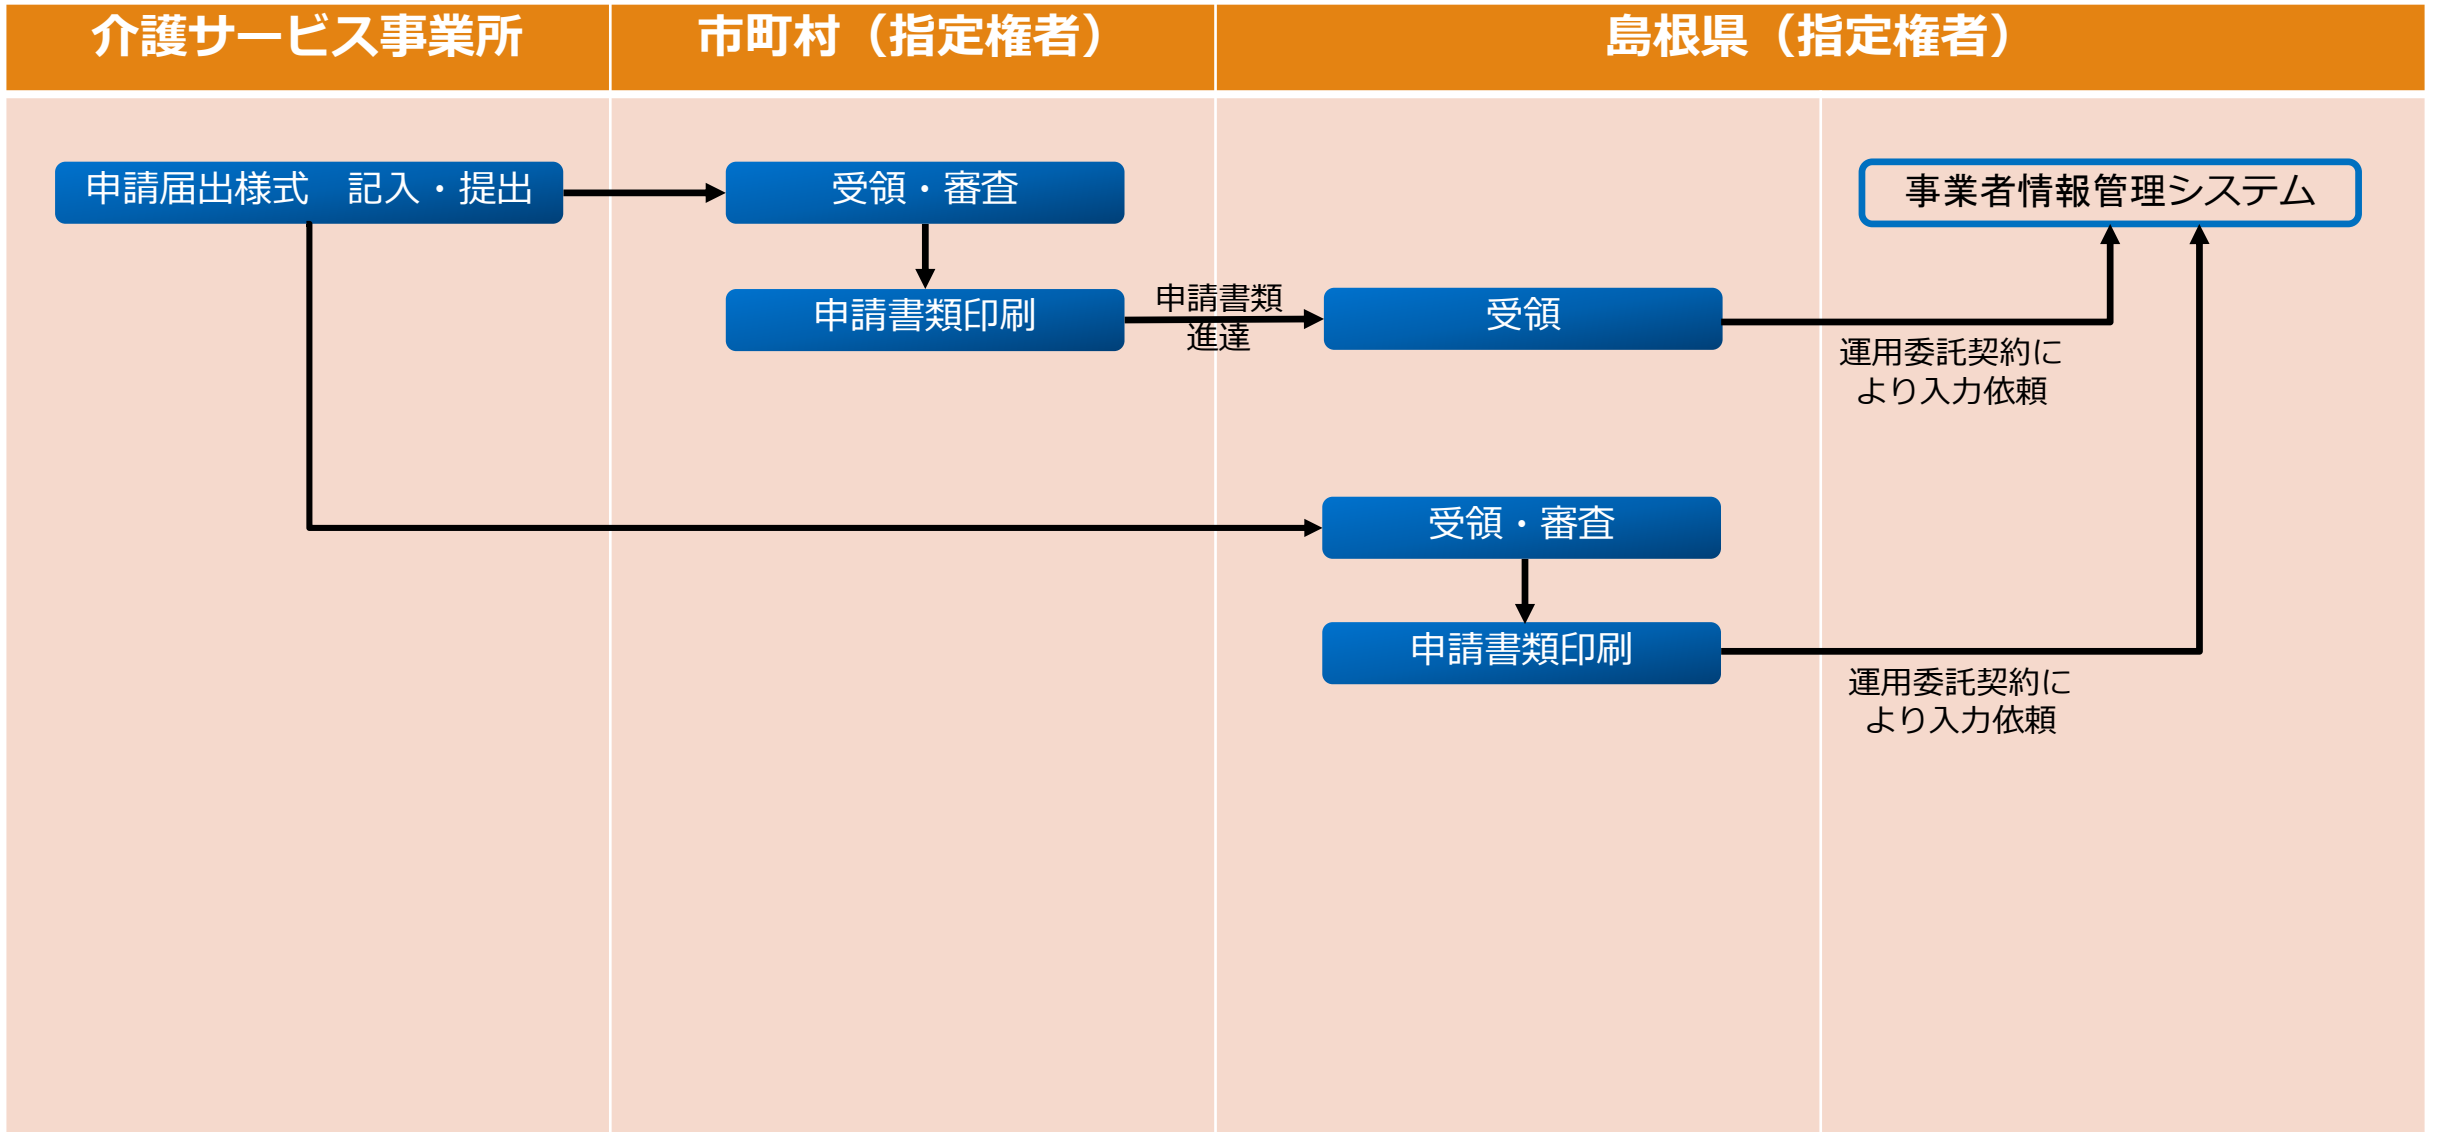 介護サービス事業所
市町村（指定権者）
島根県（指定権者）
申請届出様式　記入・提出
受領・審査
事業者情報管理システム
申請書類印刷
申請書類
進達
受領
運用委託契約に
より入力依頼
受領・審査
申請書類印刷
運用委託契約に
より入力依頼